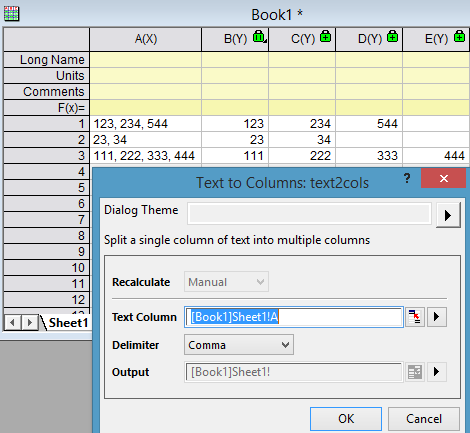 Book1 *
A(X) B(Y) C(Y) D(Y) E(Y)
Long Name
Units
Comments
F(x)=
1 123, 234, 544 123 234 544
2 23, 34 23 34
3 111, 222, 333, 444 111 222 333 444
4
5
6
7
8
9
10
11
12
13
Sheet1
Text to Columns: text2cols ? ×
Dialog Theme
Split a single column of text into multiple columns
Recalculate Manual
Text Column [Book1]Sheet1!A
Delimiter Comma
Output [Book1]Sheet1!
OK Cancel